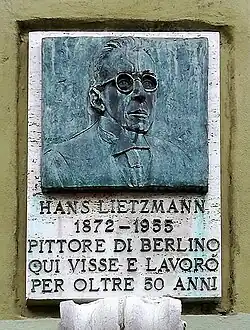 HANS LIETZMANN
1872-1955
PITTORE DI BERLINO
QUI VISSE E LAVORÒ
PER OLTRE 50 ANNI